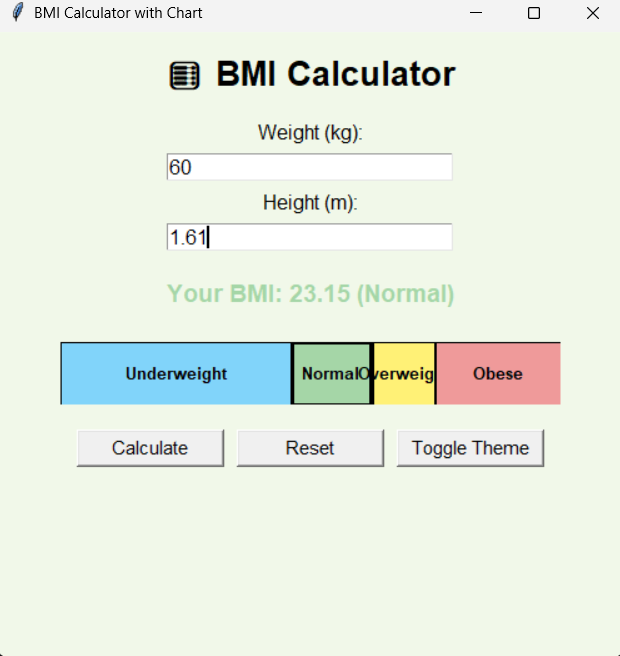 BMI Calculator with Chart
BMI Calculator
Weight (kg):
60
Height (m):
1.61
Your BMI: 23.15 (Normal)
Underweight Normal Overweig Obese
Calculate Reset Toggle Theme